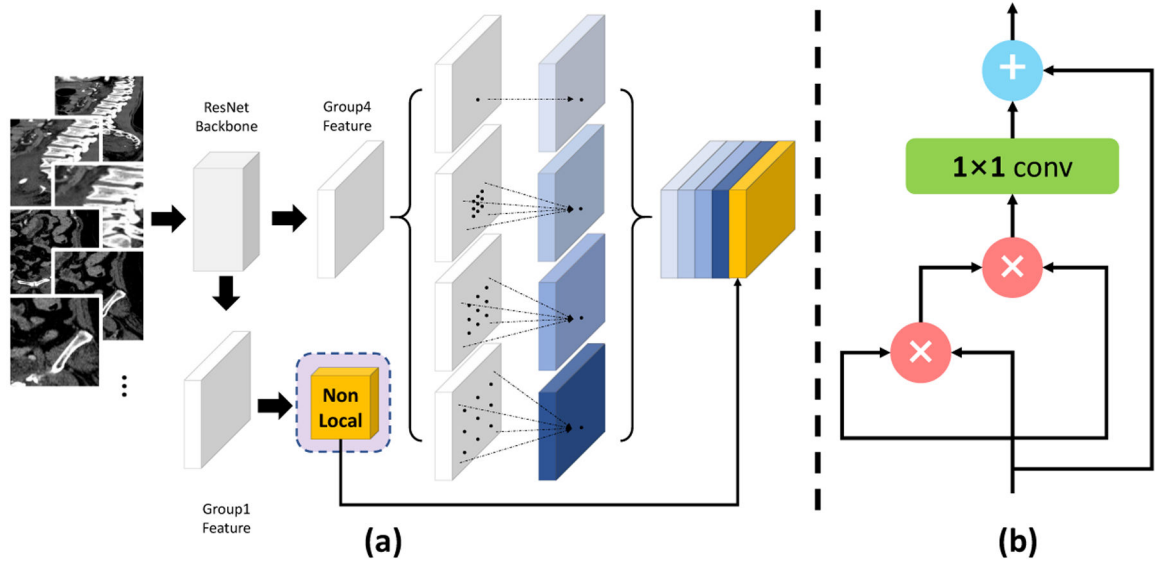 ResNet
Backbone
Group4
Feature
Non
Local
Group1
Feature
(a)
+
1×1 conv
×
×
(b)